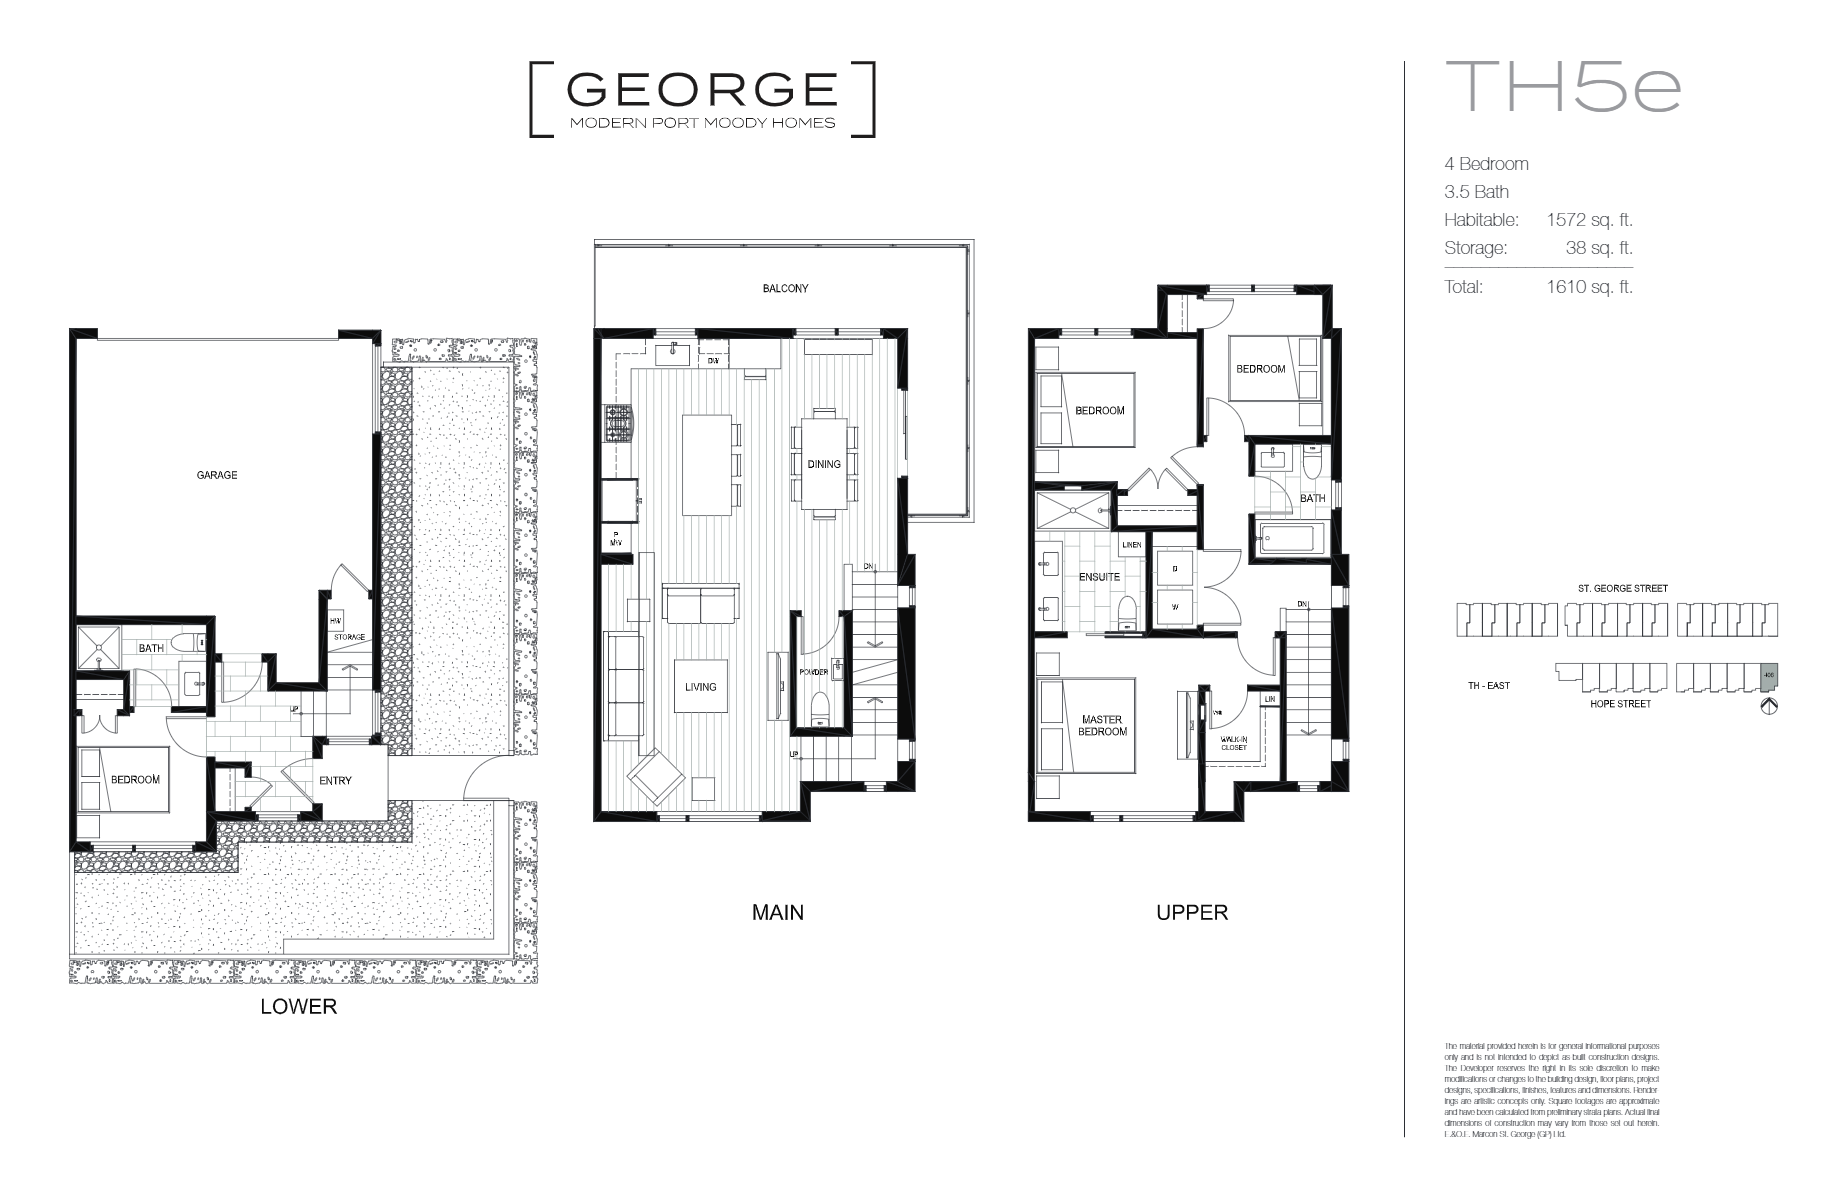 GEORGE
MODERN PORT MOODY HOMES
TH5e
4 Bedroom
3.5 Bath
Habitable: 1572 sq. ft.
Storage: 38 sq. ft.
Total: 1610 sq. ft.
GARAGE
HW
STORAGE
BATH
UP
BEDROOM
ENTRY
LOWER
BALCONY
DW
DINING
P
MW
DN
LIVING
POWDER
UP
MAIN
BEDROOM
BEDROOM
BATH
LINEN
ENSUITE
D
W
DN
MASTER
BEDROOM
LIN
WALK-IN
CLOSET
UPPER
ST. GEORGE STREET
TH - EAST
HOPE STREET
The material provided herein is for general informational purposes
only and is not intended to depict as built construction designs.
The Developer reserves the right in its sole discretion to make
modifications or changes to the building design, floor plans, project
designs, specifications, finishes, features and dimensions. Render
ings are artistic concepts only. Square footages are approximate
and have been calculated from preliminary strata plans. Actual final
dimensions of construction may vary from those set out herein.
E.&O.E. Marcon St. George (GP) Ltd.